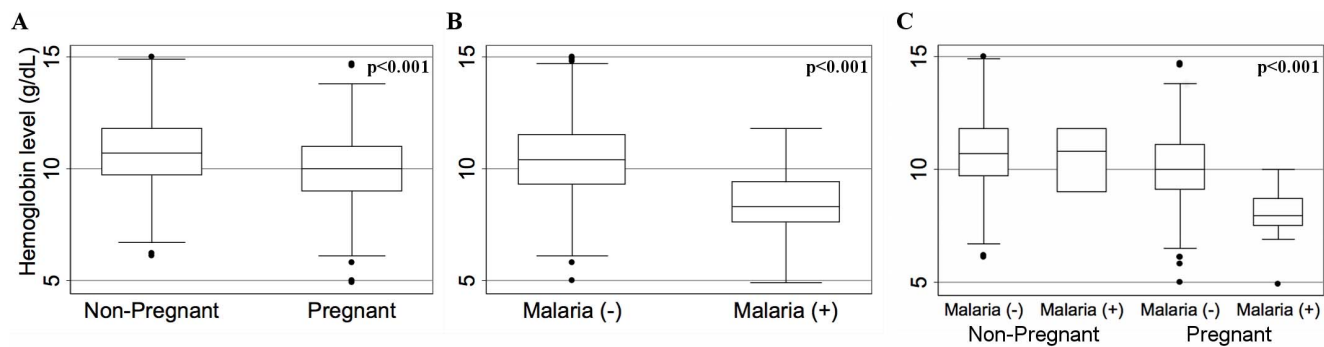 A
Hemoglobin level (g/dL)
15
10
5
p<0.001
Non-Pregnant Pregnant
B
15
10
5
p<0.001
Malaria (-) Malaria (+)
C
15
10
5
p<0.001
Malaria (-) Malaria (+) Malaria (-) Malaria (+)
Non-Pregnant Pregnant